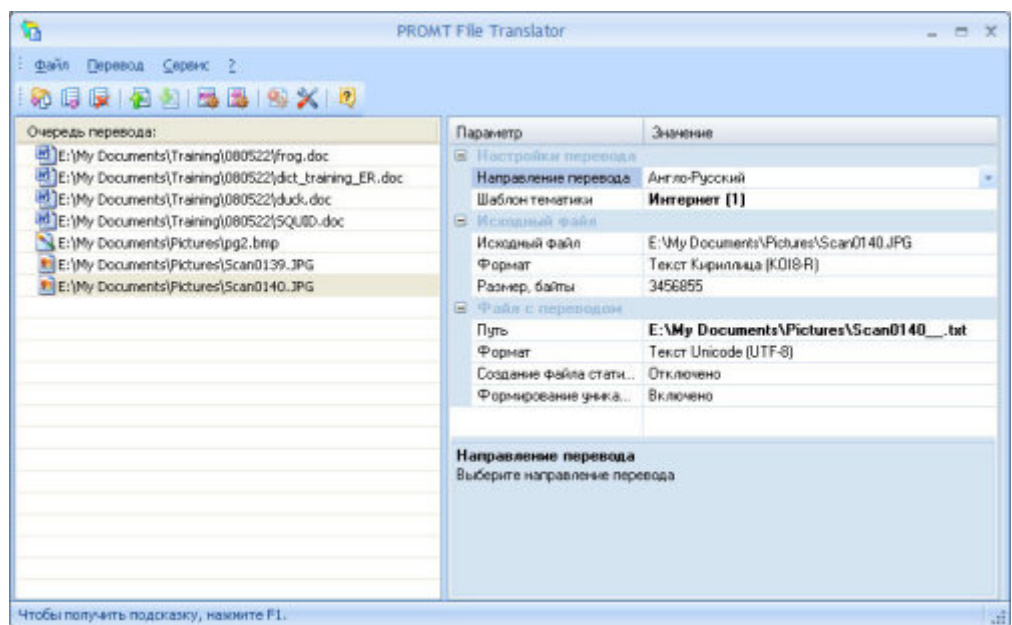 PROMT File Translator
Файл Перевод Сервис ?
Очередь перевода:
E:\My Documents\Training\080522\frog.doc
E:\My Documents\Training\080522\dict_training_ER.doc
E:\My Documents\Training\080522\duck.doc
E:\My Documents\Training\080522\SQUID.doc
E:\My Documents\Pictures\pg2.bmp
E:\My Documents\Pictures\Scan0139.JPG
E:\My Documents\Pictures\Scan0140.JPG
Параметр Значение
Настройки перевода
Направление перевода Англо-Русский
Шаблон тематики Интернет [1]
Исходный файл
Исходный файл E:\My Documents\Pictures\Scan0140.JPG
Формат Текст Кириллица (KOI8-R)
Размер, байты 3456855
Файл с переводом
Путь E:\My Documents\Pictures\Scan0140__.txt
Формат Текст Unicode (UTF-8)
Создание файла стати... Отключено
Формирование уника... Включено
Направление перевода
Выберите направление перевода
Чтобы получить подсказку, нажмите F1.